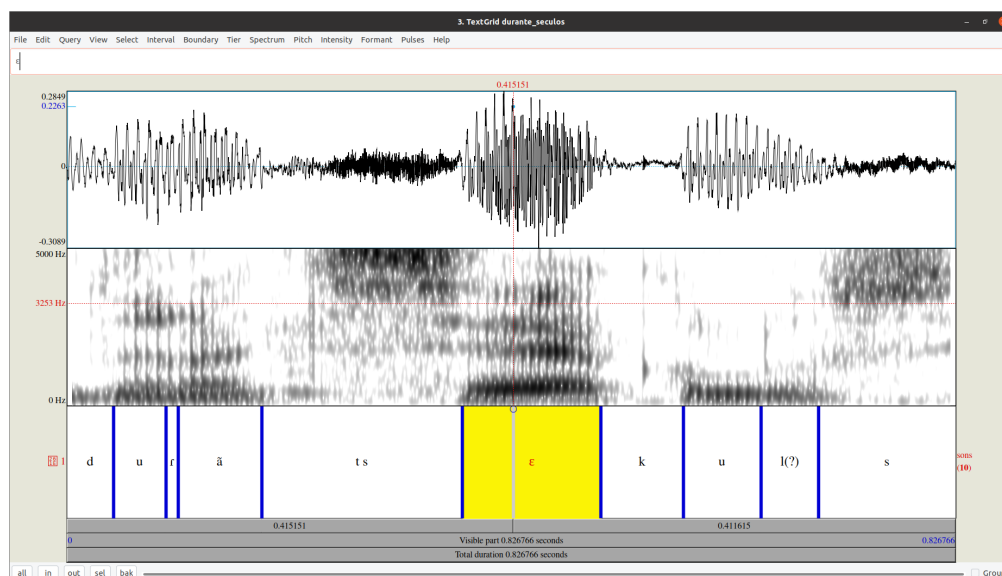 3. TextGrid durante_seculos
File Edit Query View Select Interval Boundary Tier Spectrum Pitch Intensity Formant Pulses Help
ɛ
0.415151
0.2849
0.2263
0
-0.3089
5000 Hz
3253 Hz
0 Hz
1 d u ɾ ã t s ɛ k u l(?) s sons
(10)
0.415151 0.411615
0 Visible part 0.826766 seconds 0.826766
Total duration 0.826766 seconds
all in out sel bak Grou